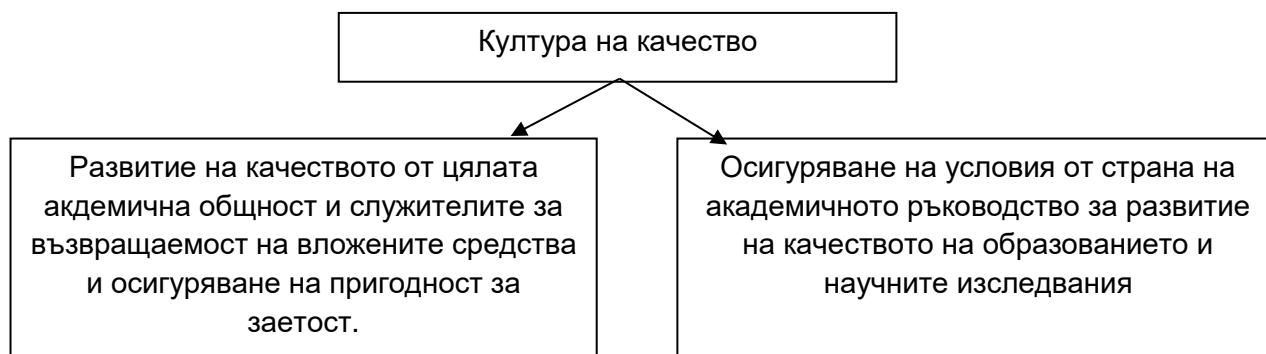 Култура на качество
Развитие на качеството от цялата
акдемична общност и служителите за
възвращаемост на вложените средства
и осигуряване на пригодност за
заетост.
Осигуряване на условия от страна на
академичното ръководство за развитие
на качеството на образованието и
научните изследвания